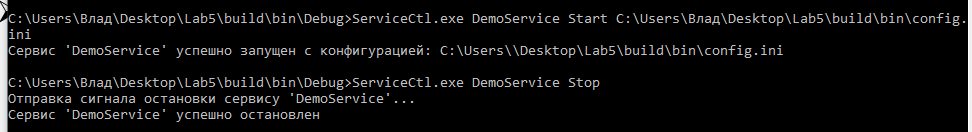 C:\Users\Влад\Desktop\Lab5\build\bin\Debug>ServiceCtl.exe DemoService Start C:\Users\Влад\Desktop\Lab5\build\bin\config.
ini
Сервис 'DemoService' успешно запущен с конфигурацией: C:\Users\\Desktop\Lab5\build\bin\config.ini
C:\Users\Влад\Desktop\Lab5\build\bin\Debug>ServiceCtl.exe DemoService Stop
Отправка сигнала остановки сервису 'DemoService'...
Сервис 'DemoService' успешно остановлен